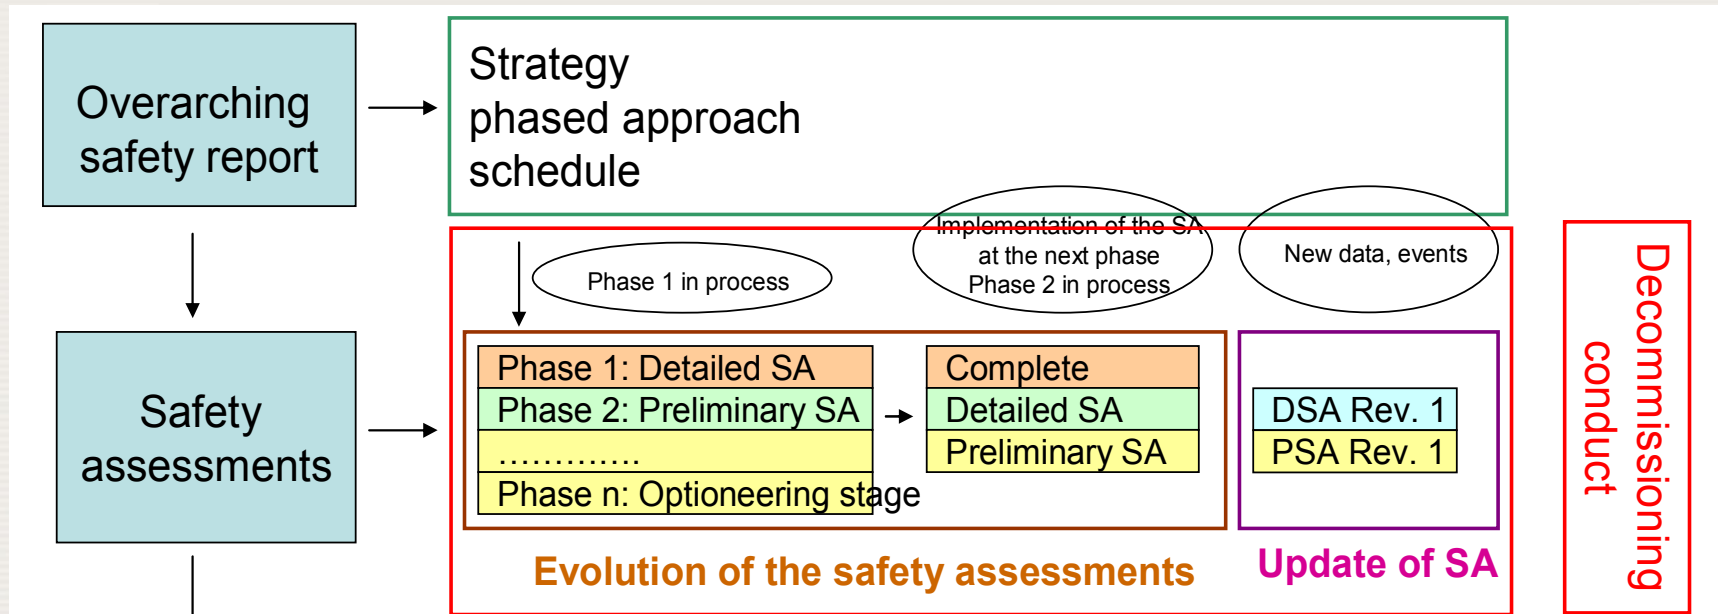 Overarching
safety report
Strategy
phased approach
schedule
Implementation of the SA
at the next phase
Phase 2 in process
New data, events
Phase 1 in process
Safety
assessments
Phase 1: Detailed SA
Phase 2: Preliminary SA
.............
Phase n: Optioneering stage
Complete
Detailed SA
Preliminary SA
DSA Rev. 1
PSA Rev. 1
Evolution of the safety assessments
Update of SA
Decommissioning
conduct